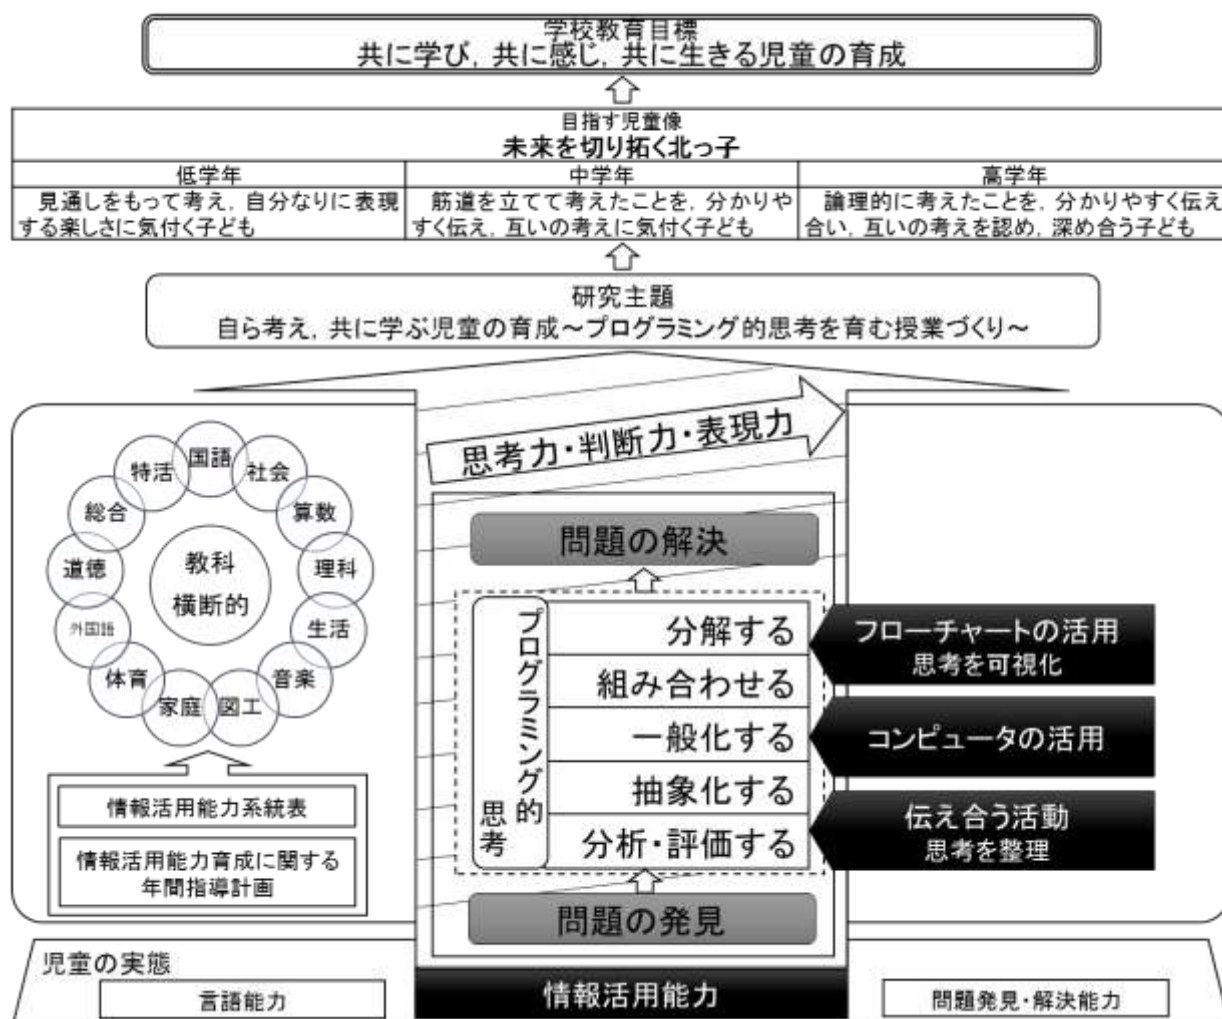 学校教育目標
共に学び，共に感じ，共に生きる児童の育成
目指す児童像
未来を切り拓く北っ子
低学年
見通しをもって考え，自分なりに表現
する楽しさに気付く子ども
中学年
筋道を立てて考えたことを，分かりや
すく伝え，互いの考えに気付く子ども
高学年
論理的に考えたことを，分かりやすく伝え
合い，互いの考えを認め，深め合う子ども
研究主題
自ら考え，共に学ぶ児童の育成～プログラミング的思考を育む授業づくり～
国語
社会
算数
理科
生活
音楽
図工
家庭
体育
外国語
道徳
総合
特活
教科
横断的
情報活用能力系統表
情報活用能力育成に関する
年間指導計画
思考力・判断力・表現力
問題の解決
プログラミング的
思考
分解する
組み合わせる
一般化する
抽象化する
分析・評価する
問題の発見
フローチャートの活用
思考を可視化
コンピュータの活用
伝え合う活動
思考を整理
児童の実態
言語能力
情報活用能力
問題発見・解決能力